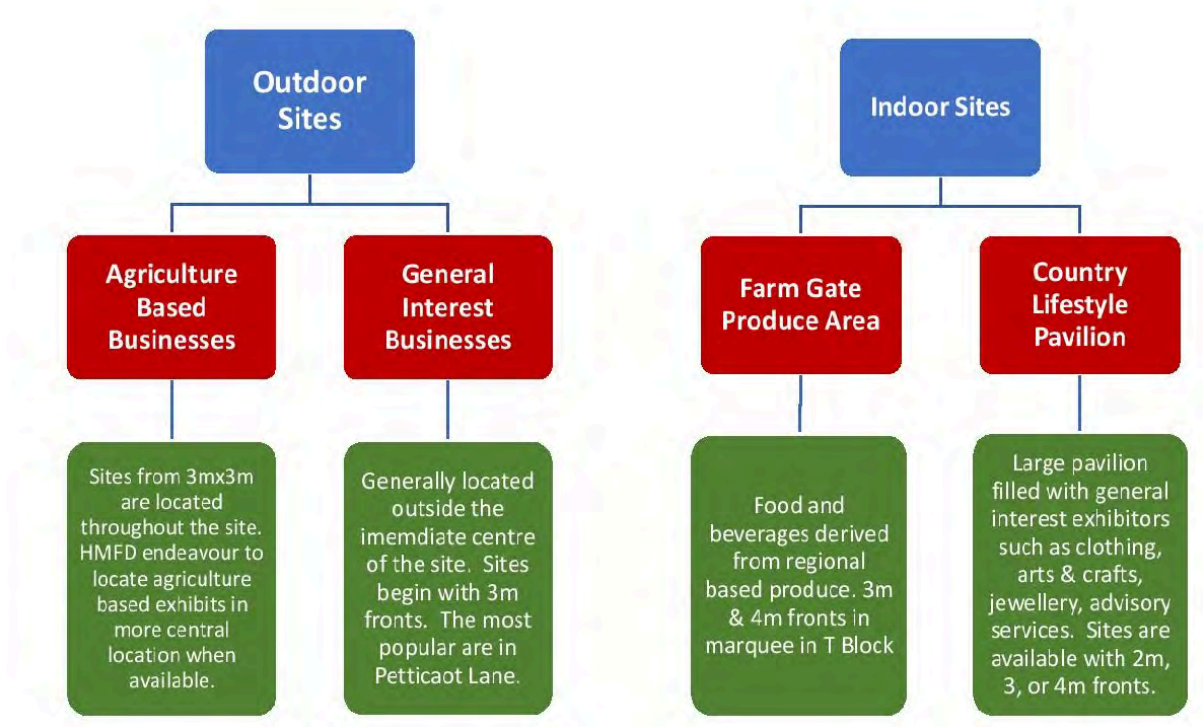 Outdoor
Sites
Agriculture
Based
Businesses
Sites from 3mx3m
are located
throughout the site.
HMFD endeavour to
locate agriculture
based exhibits in
more central
location when
available.
General
Interest
Businesses
Generally located
outside the
imemdiate centre
of the site. Sites
begin with 3m
fronts. The most
popular are in
Petticaot Lane.
Indoor Sites
Farm Gate
Produce Area
Food and
beverages derived
from regional
based produce. 3m
& 4m fronts in
marquee in T Block
Country
Lifestyle
Pavilion
Large pavilion
filled with general
interest exhibitors
such as clothing,
arts & crafts,
jewellery, advisory
services. Sites are
available with 2m,
3, or 4m fronts.